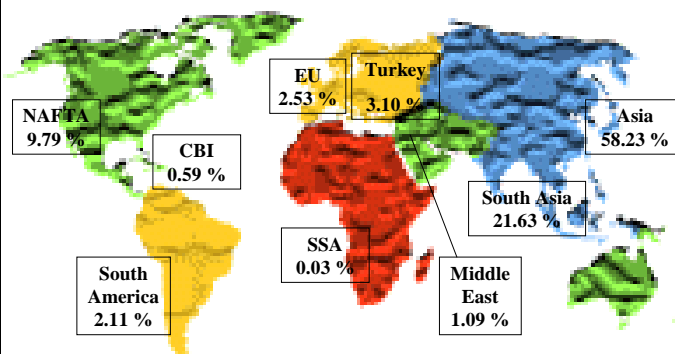 EU
2.53 %
Turkey
3.10 %
NAFTA
9.79 %
Asia
58.23 %
CBI
0.59 %
South Asia
21.63 %
SSA
0.03 %
South
America
2.11 %
Middle
East
1.09 %